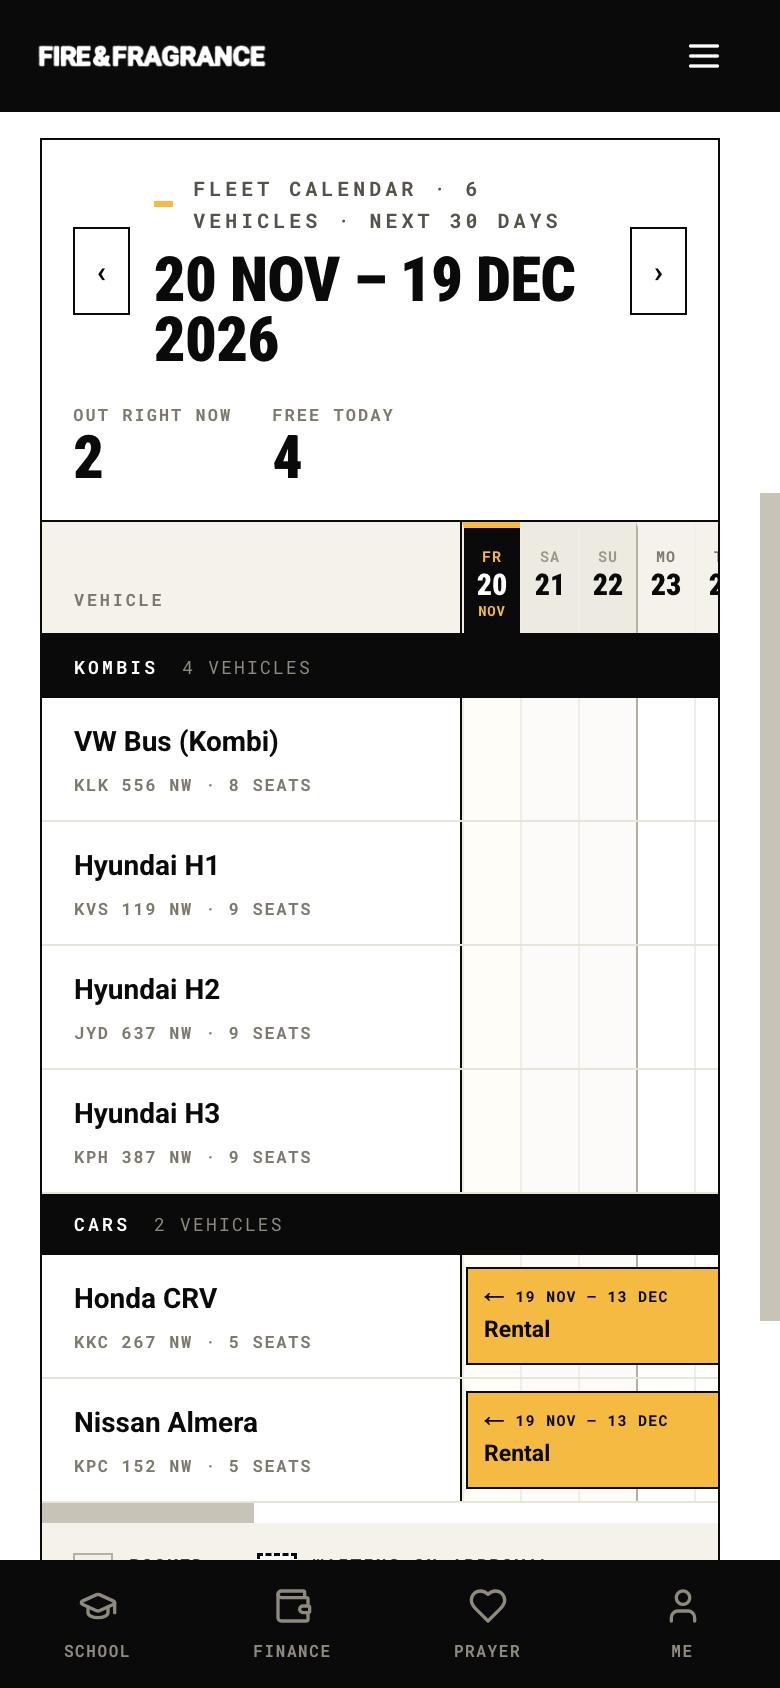 FIRE&FRAGRANCE
FLEET CALENDAR · 6
VEHICLES · NEXT 30 DAYS
‹
20 NOV – 19 DEC
2026
›
OUT RIGHT NOW
2
FREE TODAY
4
VEHICLE
FR
20
NOV
SA
21
SU
22
MO
23
KOMBIS 4 VEHICLES
VW Bus (Kombi)
KLK 556 NW · 8 SEATS
Hyundai H1
KVS 119 NW · 9 SEATS
Hyundai H2
JYD 637 NW · 9 SEATS
Hyundai H3
KPH 387 NW · 9 SEATS
CARS 2 VEHICLES
Honda CRV
KKC 267 NW · 5 SEATS
← 19 NOV – 13 DEC
Rental
Nissan Almera
KPC 152 NW · 5 SEATS
← 19 NOV – 13 DEC
Rental
SCHOOL
FINANCE
PRAYER
ME